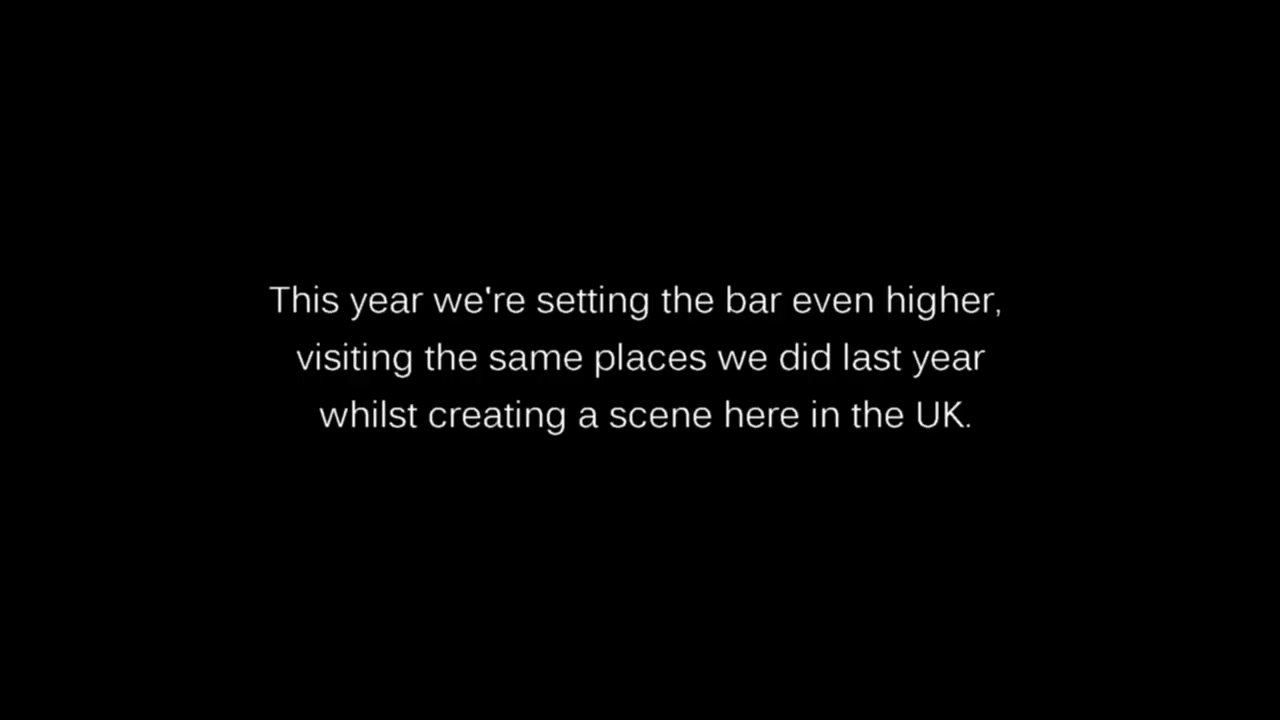 This year we're setting the bar even higher,
visiting the same places we did last year
whilst creating a scene here in the UK.